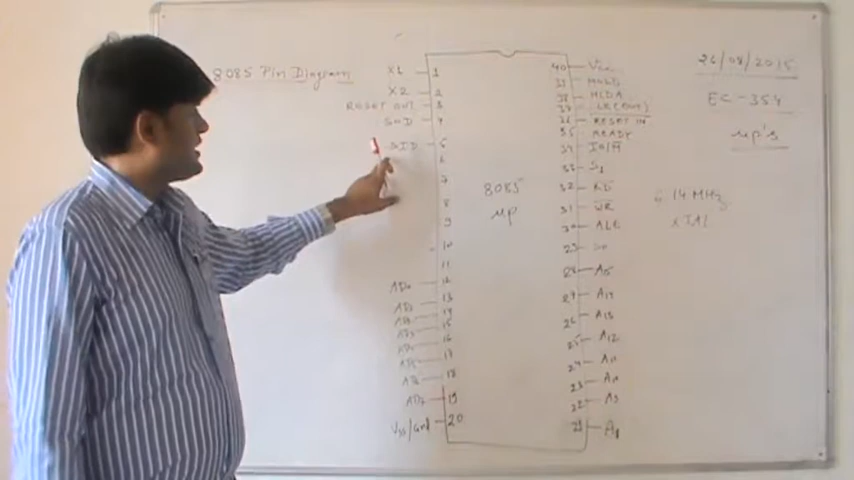 8085 Pin Diagram
X1 1
X2 2
RESET OUT 3
SOD 4
SID 5
6
7
8
9
10
11
AD0 12
AD1 13
AD2 14
AD3 15
AD4 16
AD5 17
AD6 18
AD7 19
VSS/Gnd 20
8085
μp
40 Vcc
39 HOLD
38 HLDA
37 CLK(OUT)
36 RESET IN
35 READY
34 IO/M̅
33 S1
32 R̅D̅
31 W̅R̅
30 ALE
29 S0
28 A15
27 A14
26 A13
25 A12
24 A11
23 A10
22 A9
21 A8
26/08/2015
EC-354
μp's
6.14 MHz
XTAL